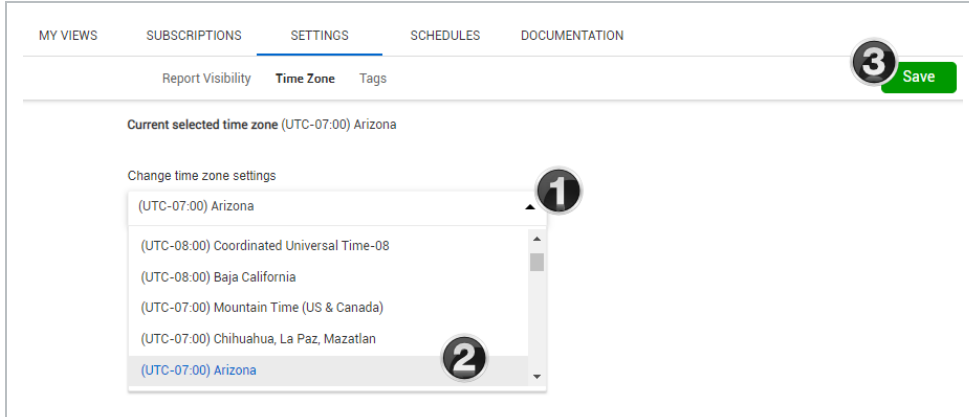 MY VIEWS SUBSCRIPTIONS SETTINGS SCHEDULES DOCUMENTATION
Report Visibility Time Zone Tags 3 Save
Current selected time zone (UTC-07:00) Arizona
Change time zone settings
(UTC-07:00) Arizona 1
(UTC-08:00) Coordinated Universal Time-08
(UTC-08:00) Baja California
(UTC-07:00) Mountain Time (US & Canada)
(UTC-07:00) Chihuahua, La Paz, Mazatlan
(UTC-07:00) Arizona 2